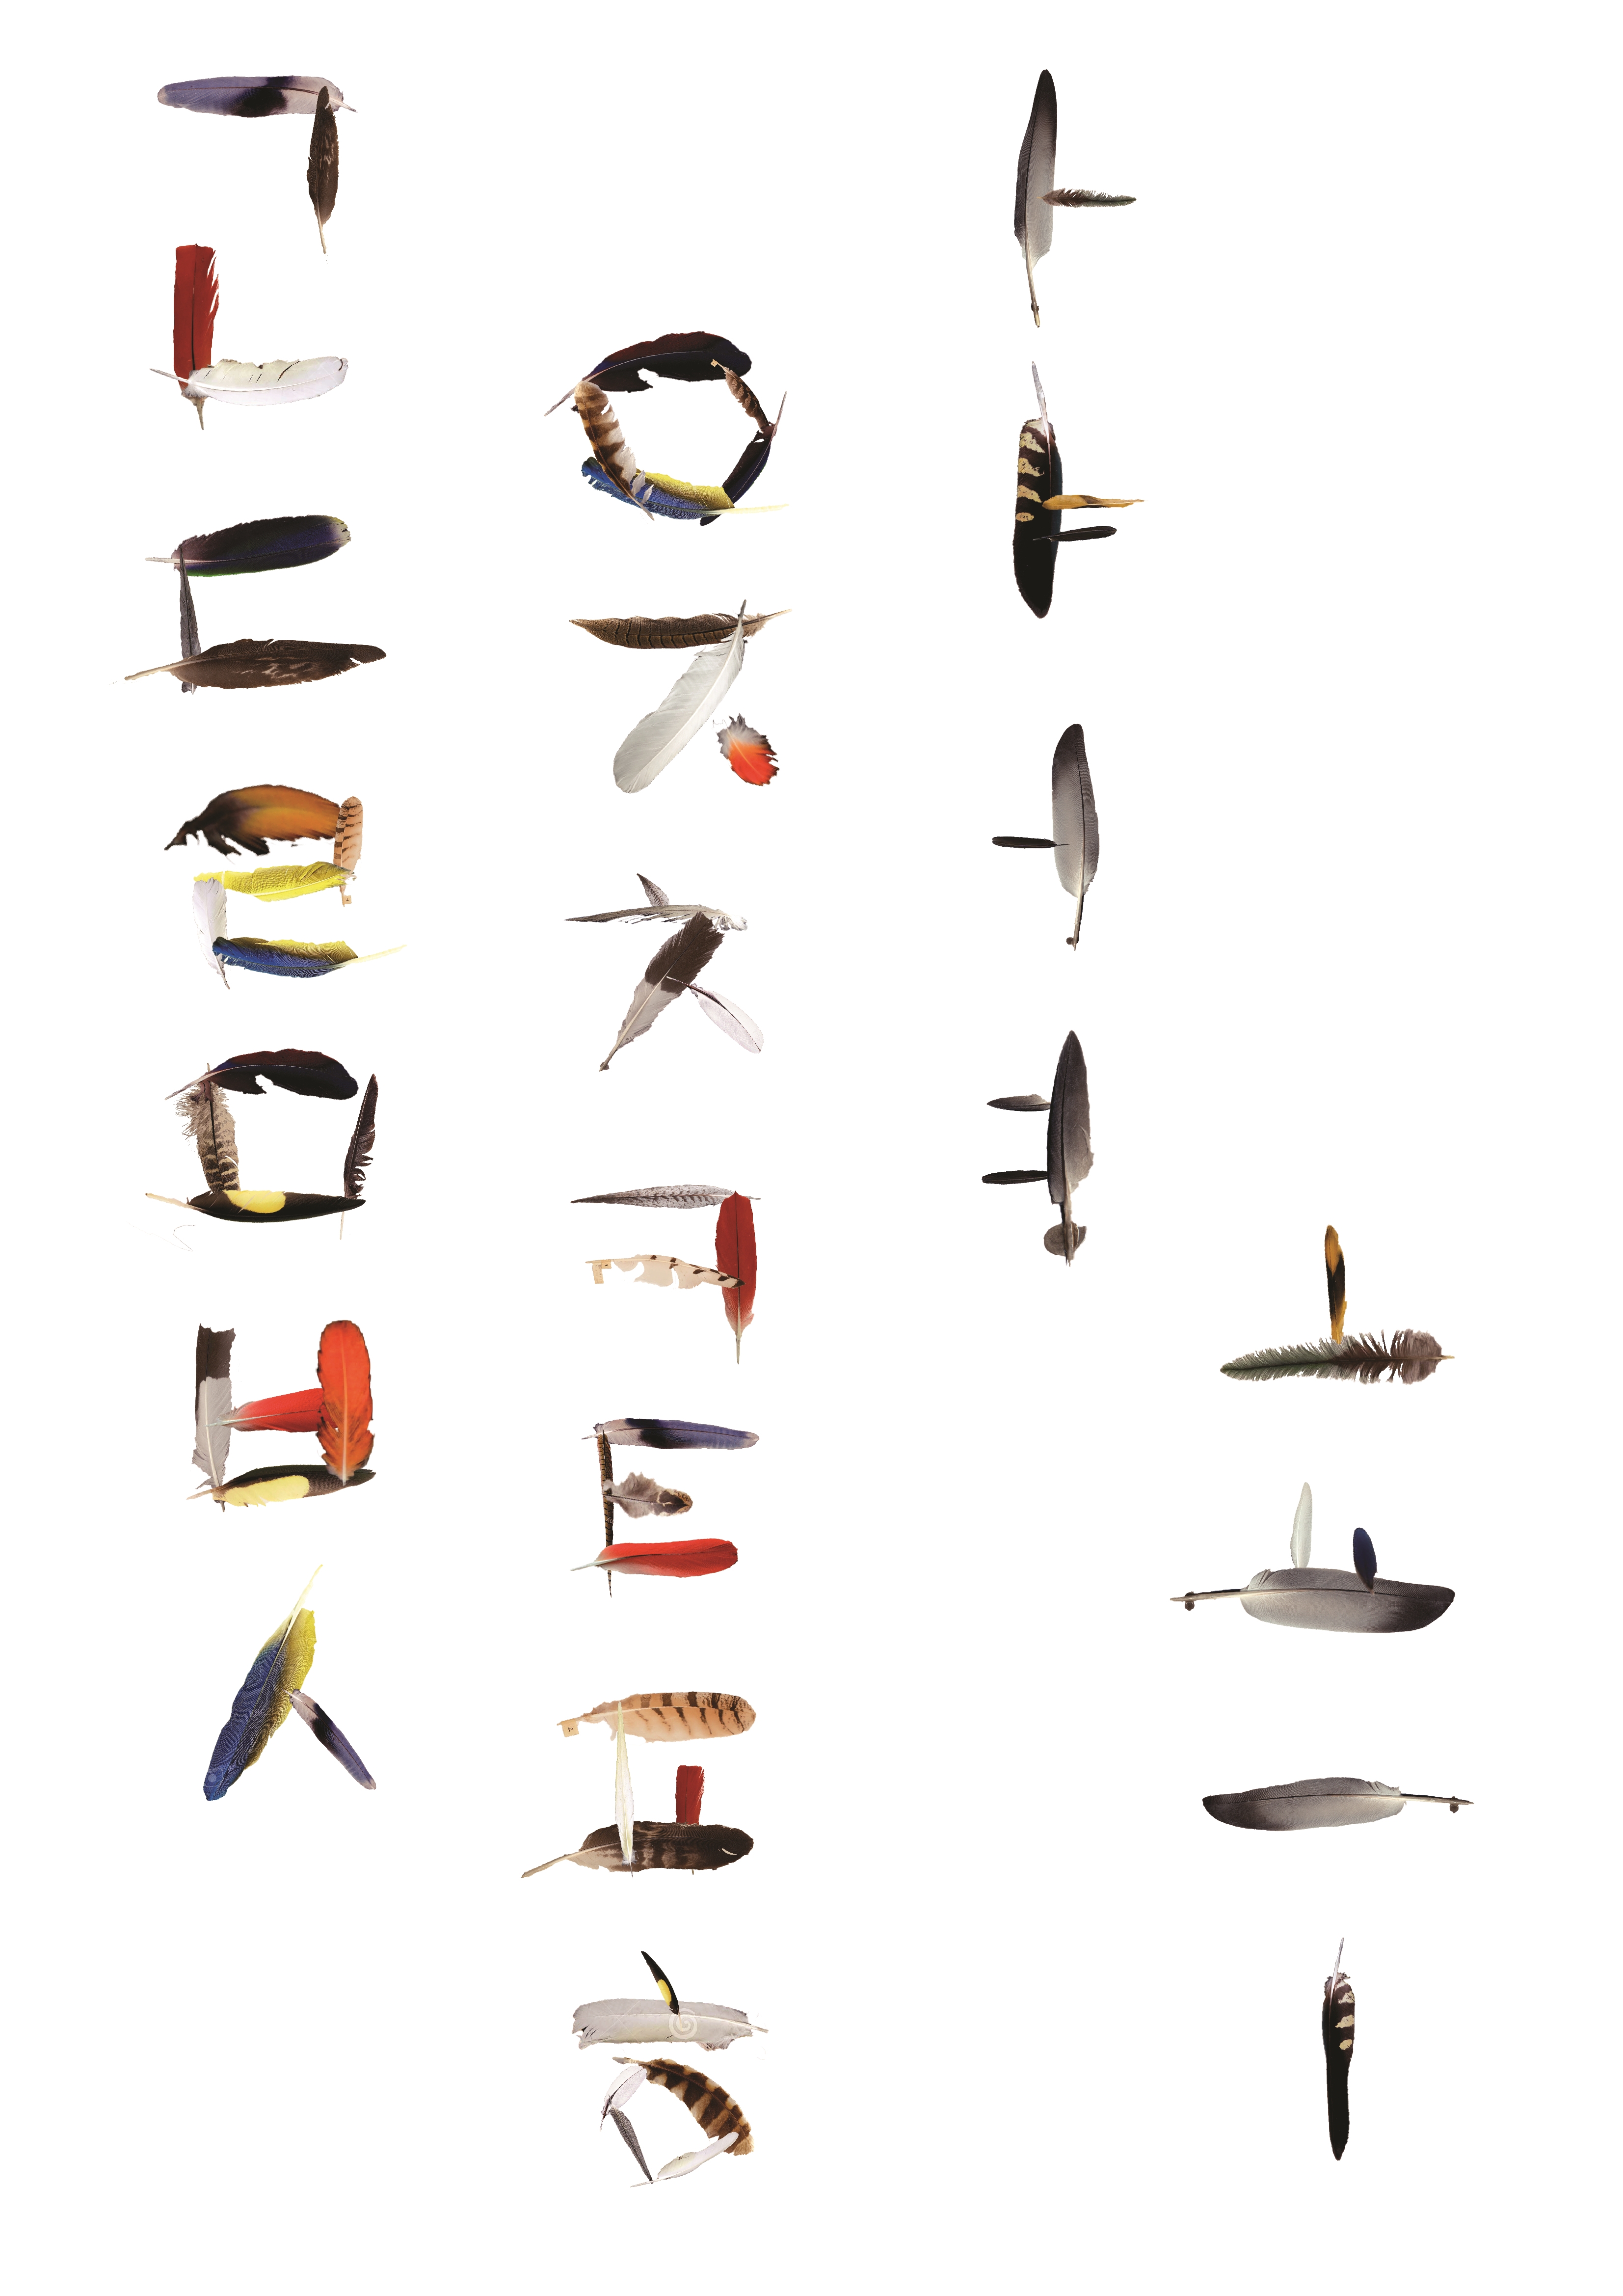 ㄱㄴㄷㄹㅁㅂㅅ
ㅇㅈㅊㅋㅌㅍㅎ
ㅏㅑㅓㅕ
ㅗㅛㅡㅣ